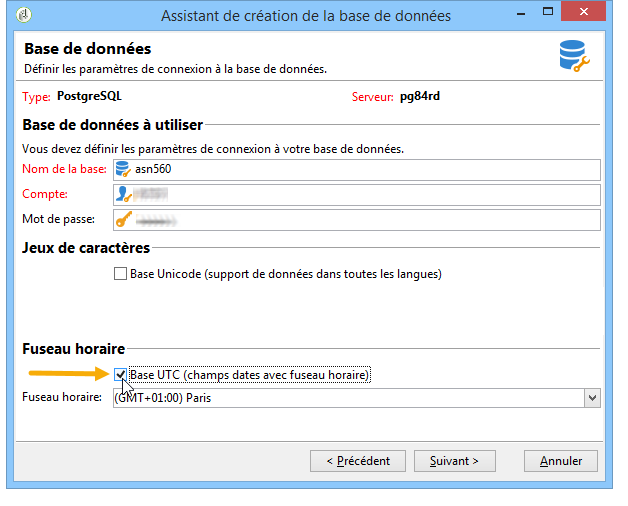 Assistant de création de la base de données
Base de données
Définir les paramètres de connexion à la base de données.
Type: PostgreSQL Serveur: pg84rd
Base de données à utiliser
Vous devez définir les paramètres de connexion à votre base de données.
Nom de la base: asn560
Compte:
Mot de passe:
Jeux de caractères
Base Unicode (support de données dans toutes les langues)
Fuseau horaire
Base UTC (champs dates avec fuseau horaire)
Fuseau horaire: (GMT+01:00) Paris
< Précédent Suivant > Annuler